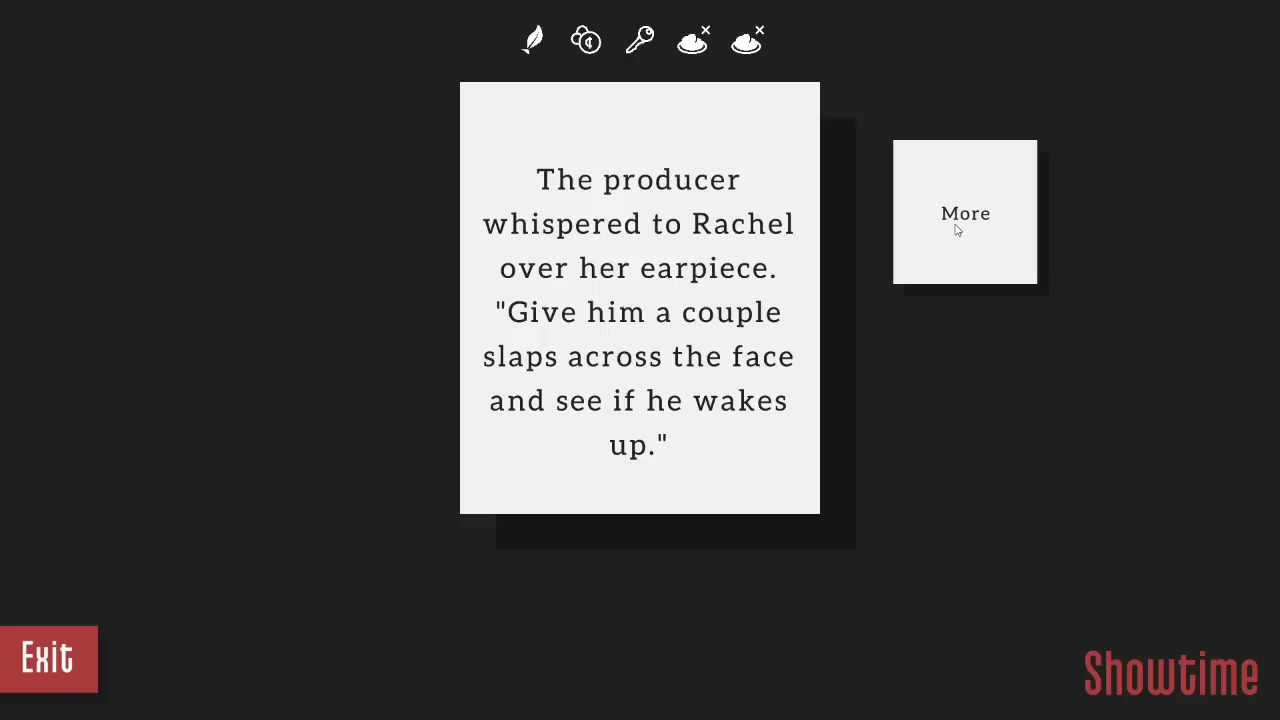 The producer
whispered to Rachel
over her earpiece.
"Give him a couple
slaps across the face
and see if he wakes
up."
More
Exit
Showtime